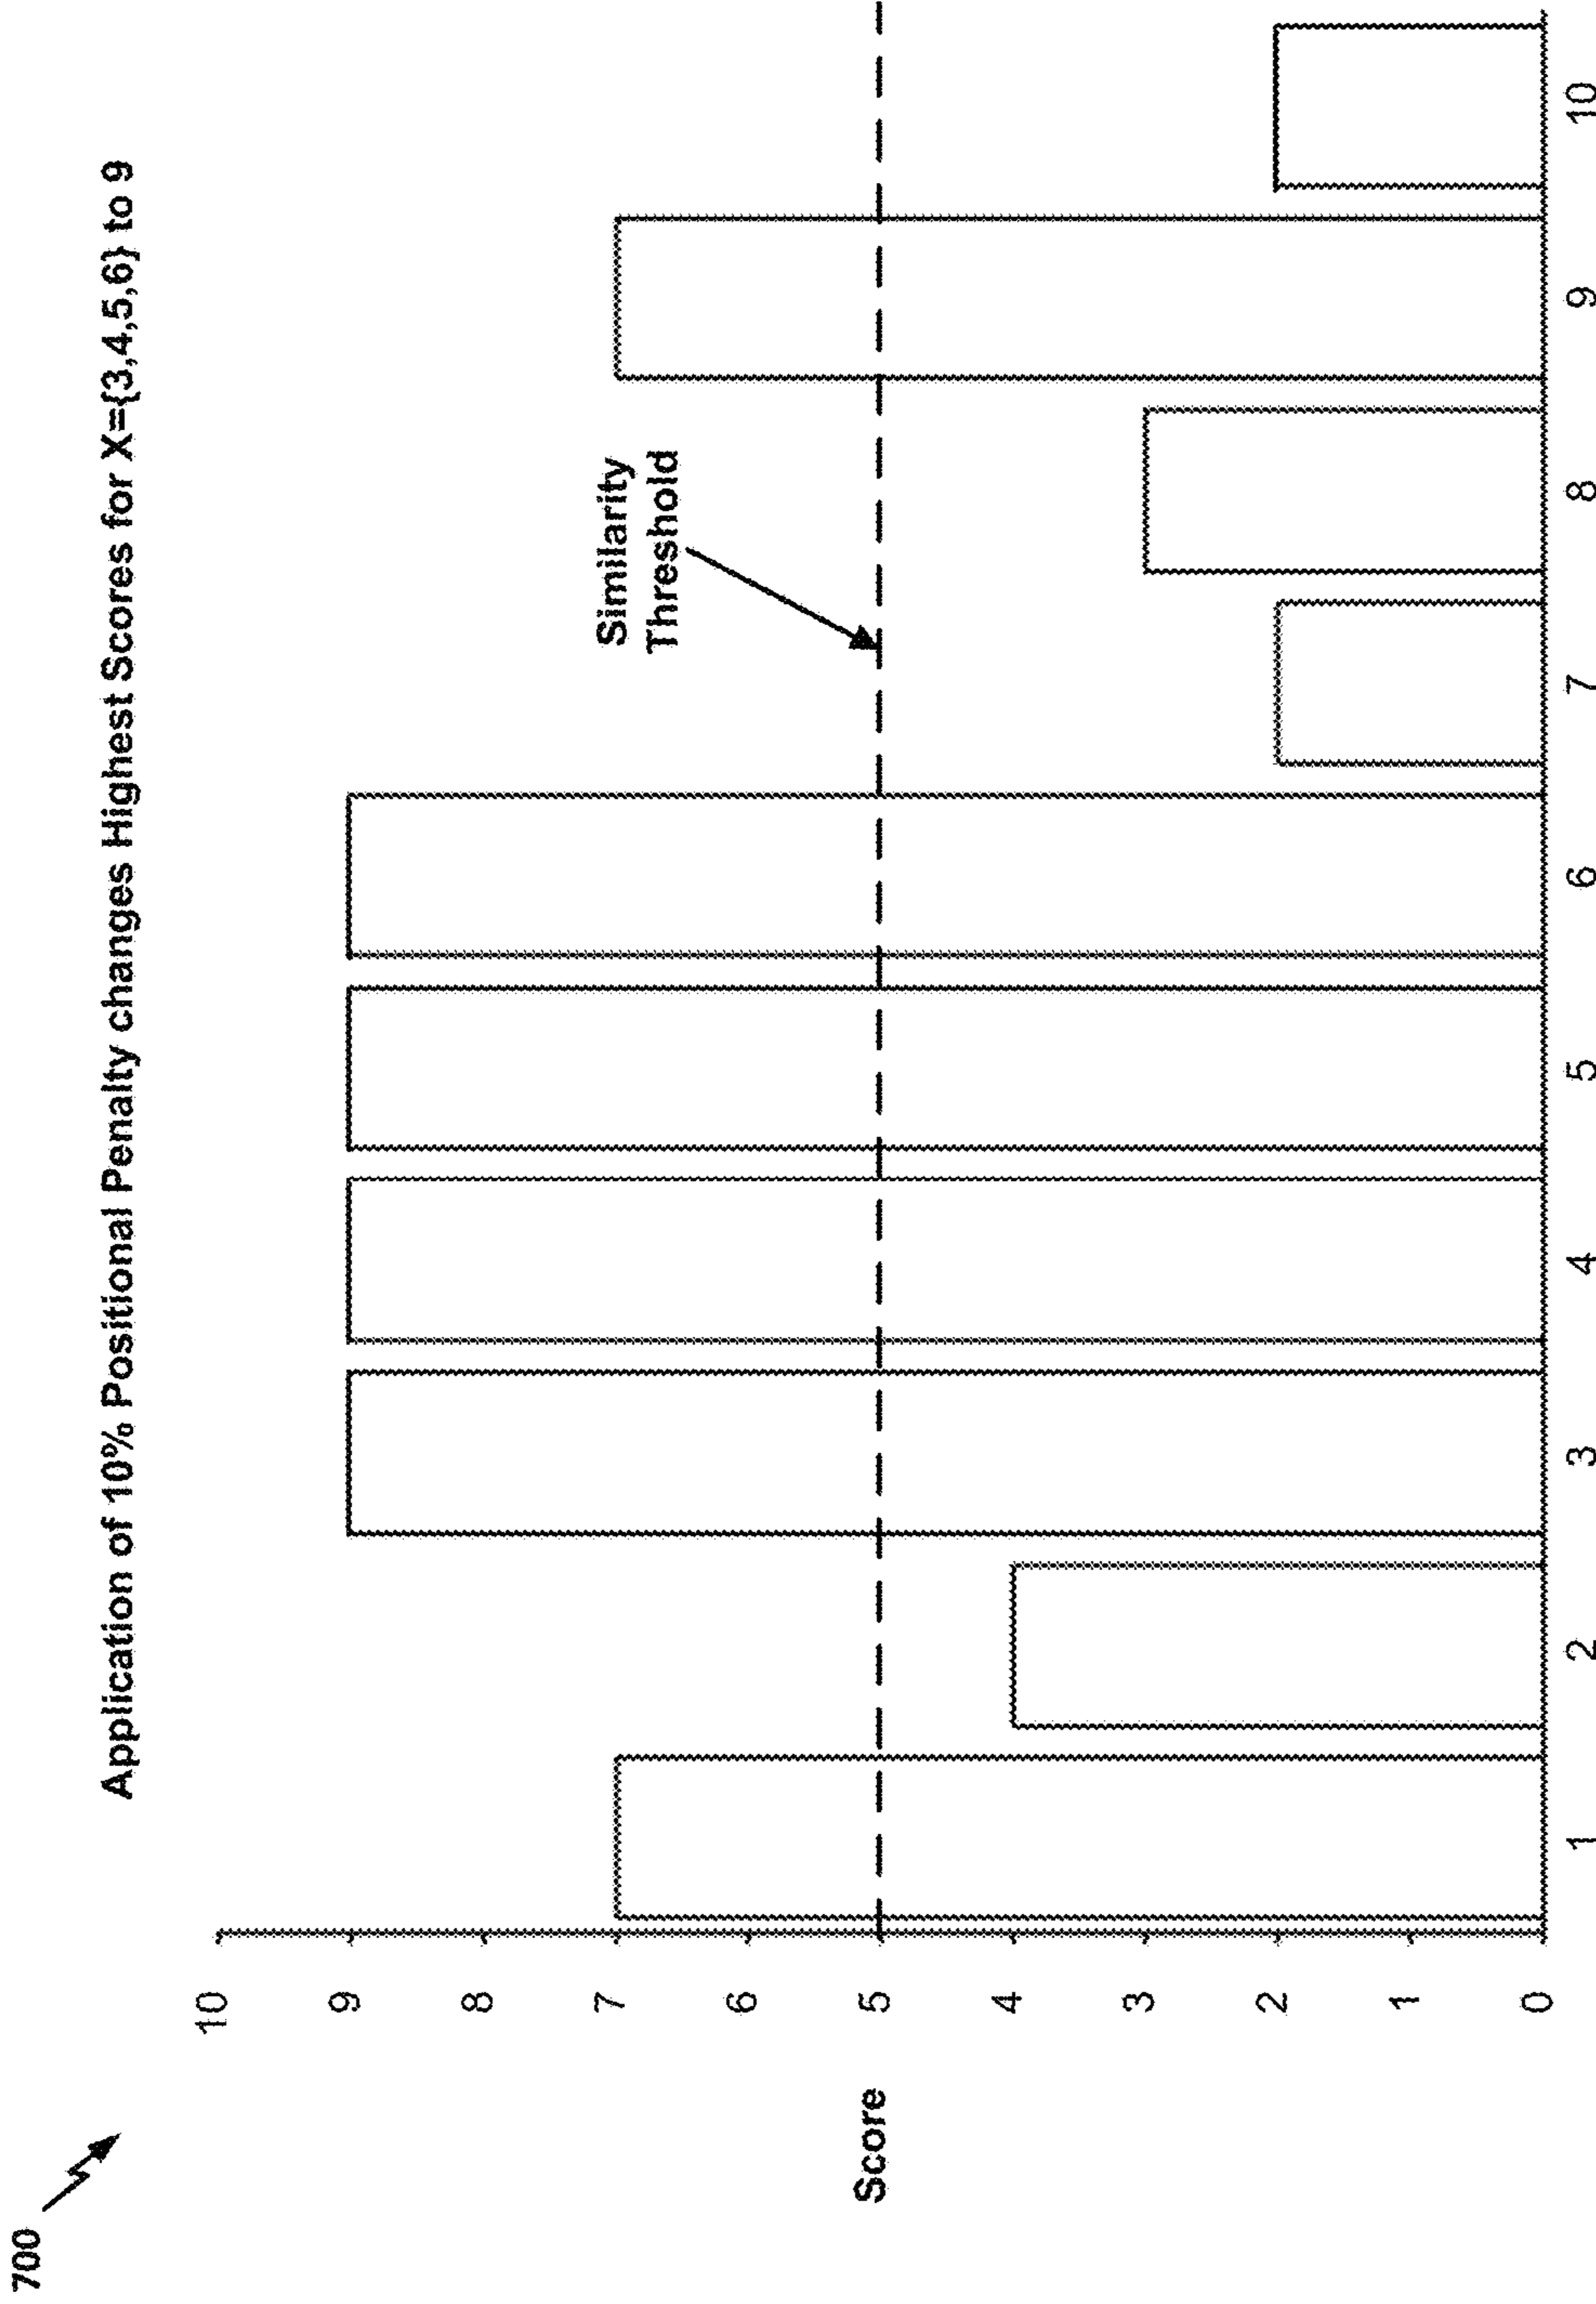 700
Application of 10% Positional Penalty changes Highest Scores for X={3,4,5,6} to 9
10
9
8
7
6
5
4
3
2
1
0
Score
Similarity
Threshold
1 2 3 4 5 6 7 8 9 10